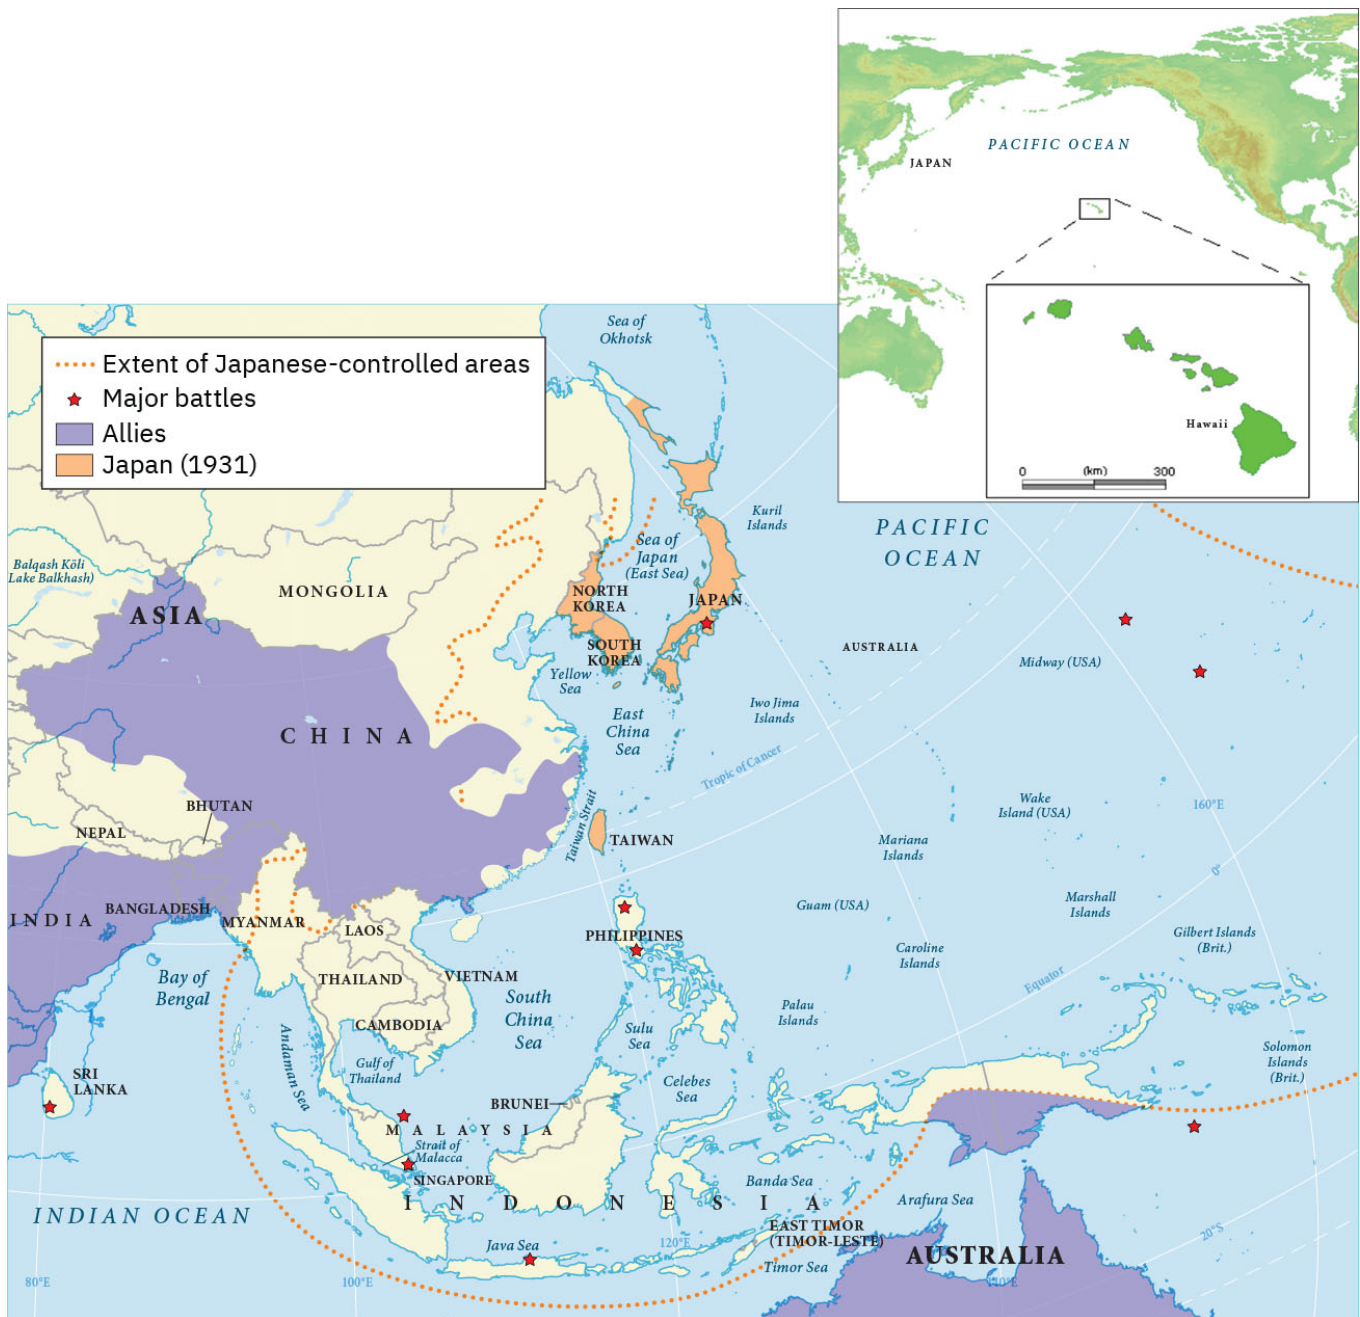 PACIFIC OCEAN
JAPAN
Hawaii
0 (km) 300
Extent of Japanese-controlled areas
Major battles
Allies
Japan (1931)
Sea of
Okhotsk
Kuril
Islands
PACIFIC
OCEAN
Balqash Köli
Lake Balkhash)
MONGOLIA
ASIA
Sea of
Japan
(East Sea)
NORTH
KOREA
JAPAN
SOUTH
KOREA
AUSTRALIA
Midway (USA)
Yellow
Sea
Iwo Jima
Islands
East
China
Sea
CHINA
Tropic of Cancer
BHUTAN
NEPAL
Taiwan Strait
TAIWAN
Wake
Island (USA)
160°E
Mariana
Islands
0°
INDIA
BANGLADESH
MYANMAR
LAOS
Guam (USA)
Marshall
Islands
PHILIPPINES
Gilbert Islands
(Brit.)
Caroline
Islands
Bay of
Bengal
THAILAND
VIETNAM
South
China
Sea
Equator
Palau
Islands
CAMBODIA
Andaman Sea
Gulf of
Thailand
Sulu
Sea
Solomon
Islands
(Brit.)
SRI
LANKA
Celebes
Sea
BRUNEI
MALAYSIA
Strait of
Malacca
SINGAPORE
INDONESIA
Banda Sea
Arafura Sea
INDIAN OCEAN
EAST TIMOR
(TIMOR-LESTE)
Java Sea
120°E
Timor Sea
AUSTRALIA
20°S
80°E
100°E
140°E